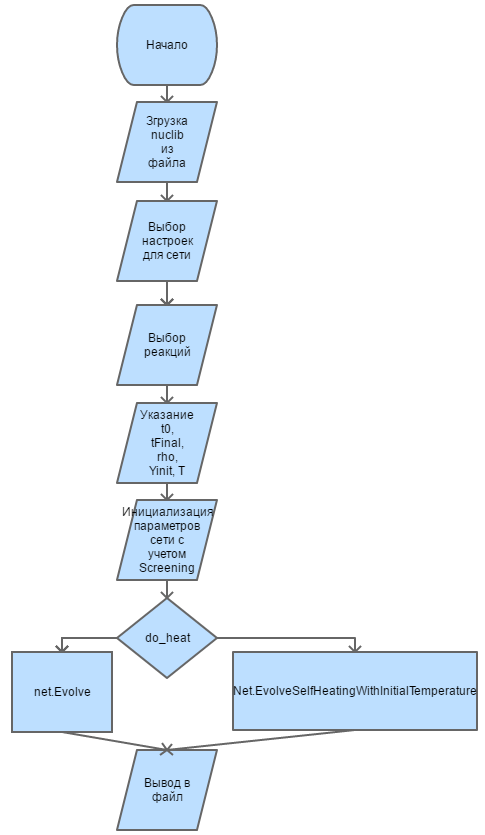 Начало
Згрузка
nuclib
из
файла
Выбор
настроек
для сети
Выбор
реакций
Указание
t0,
tFinal,
rho,
Yinit, T
Инициализация
параметров
сети с
учетом
Screening
do_heat
net.Evolve
Net.EvolveSelfHeatingWithInitialTemperature
Вывод в
файл